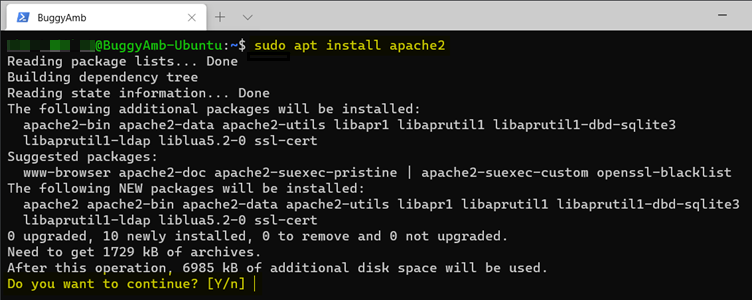 BuggyAmb
@BuggyAmb-Ubuntu:~$ sudo apt install apache2
Reading package lists... Done
Building dependency tree
Reading state information... Done
The following additional packages will be installed:
  apache2-bin apache2-data apache2-utils libapr1 libaprutil1 libaprutil1-dbd-sqlite3
  libaprutil1-ldap liblua5.2-0 ssl-cert
Suggested packages:
  www-browser apache2-doc apache2-suexec-pristine | apache2-suexec-custom openssl-blacklist
The following NEW packages will be installed:
  apache2 apache2-bin apache2-data apache2-utils libapr1 libaprutil1 libaprutil1-dbd-sqlite3
  libaprutil1-ldap liblua5.2-0 ssl-cert
0 upgraded, 10 newly installed, 0 to remove and 0 not upgraded.
Need to get 1729 kB of archives.
After this operation, 6985 kB of additional disk space will be used.
Do you want to continue? [Y/n]